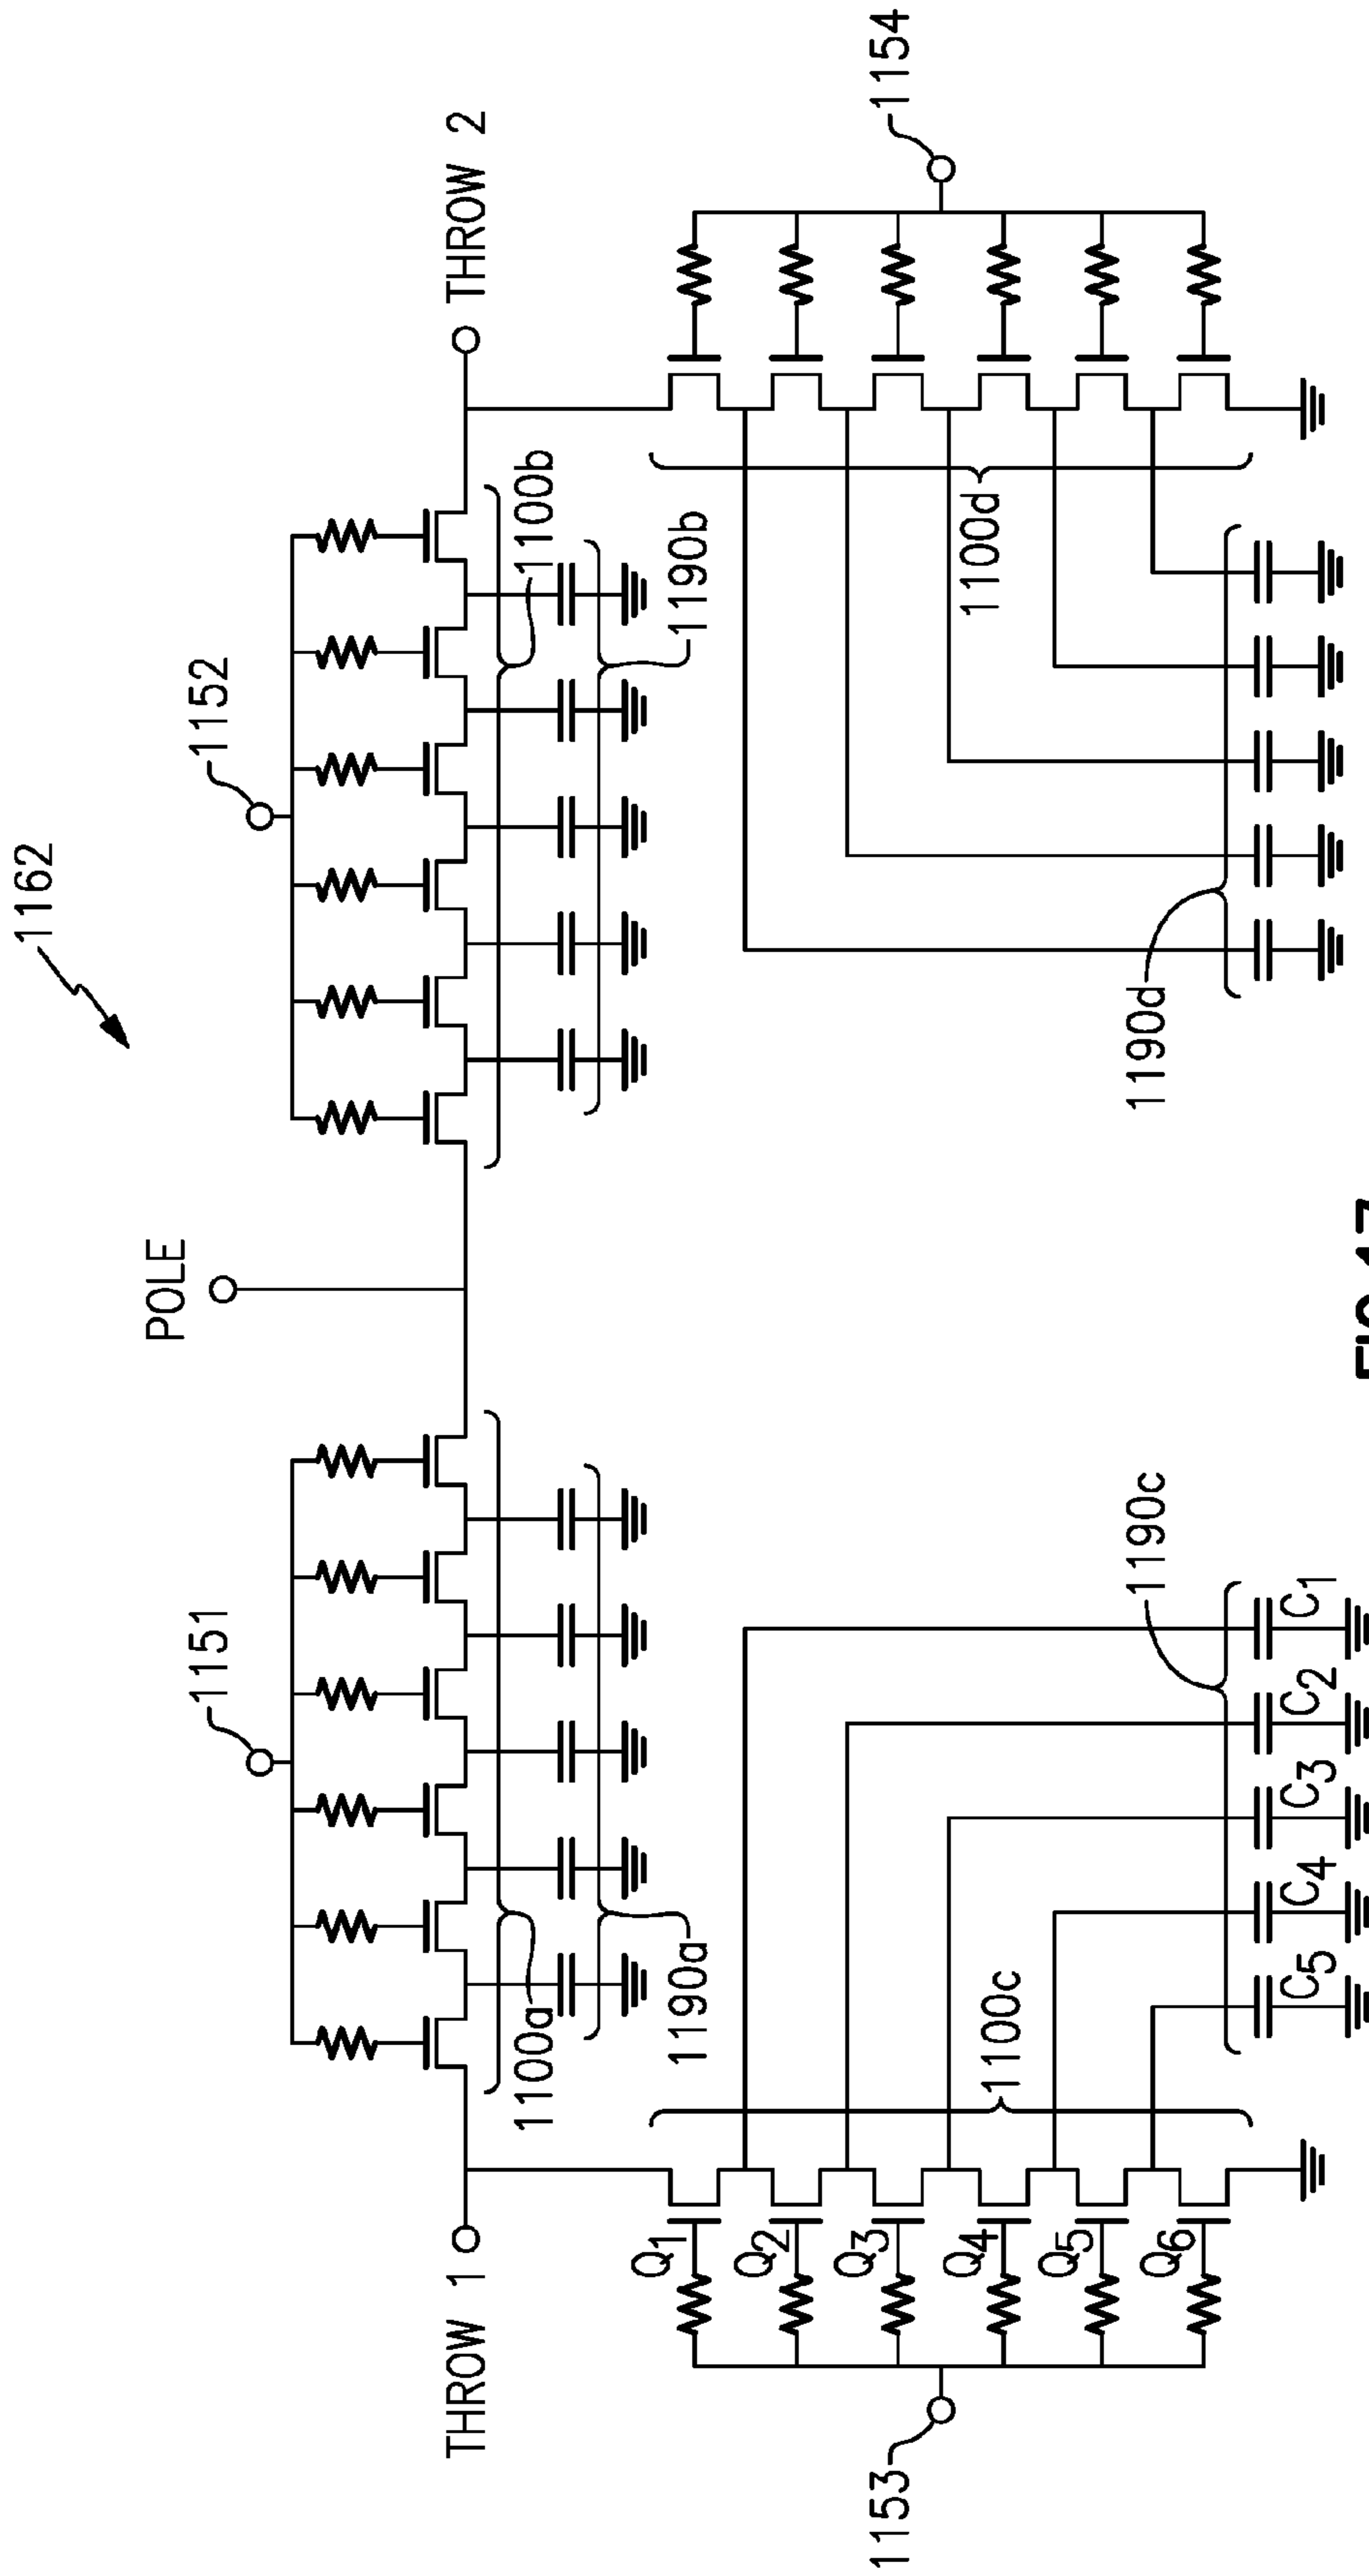 1162
POLE
1151
1152
THROW 1
THROW 2
1100a
1190a
1100b
1190b
1153
Q1
Q2
Q3
Q4
Q5
Q6
1100c
1190c
C5
C4
C3
C2
C1
1100d
1190d
1154